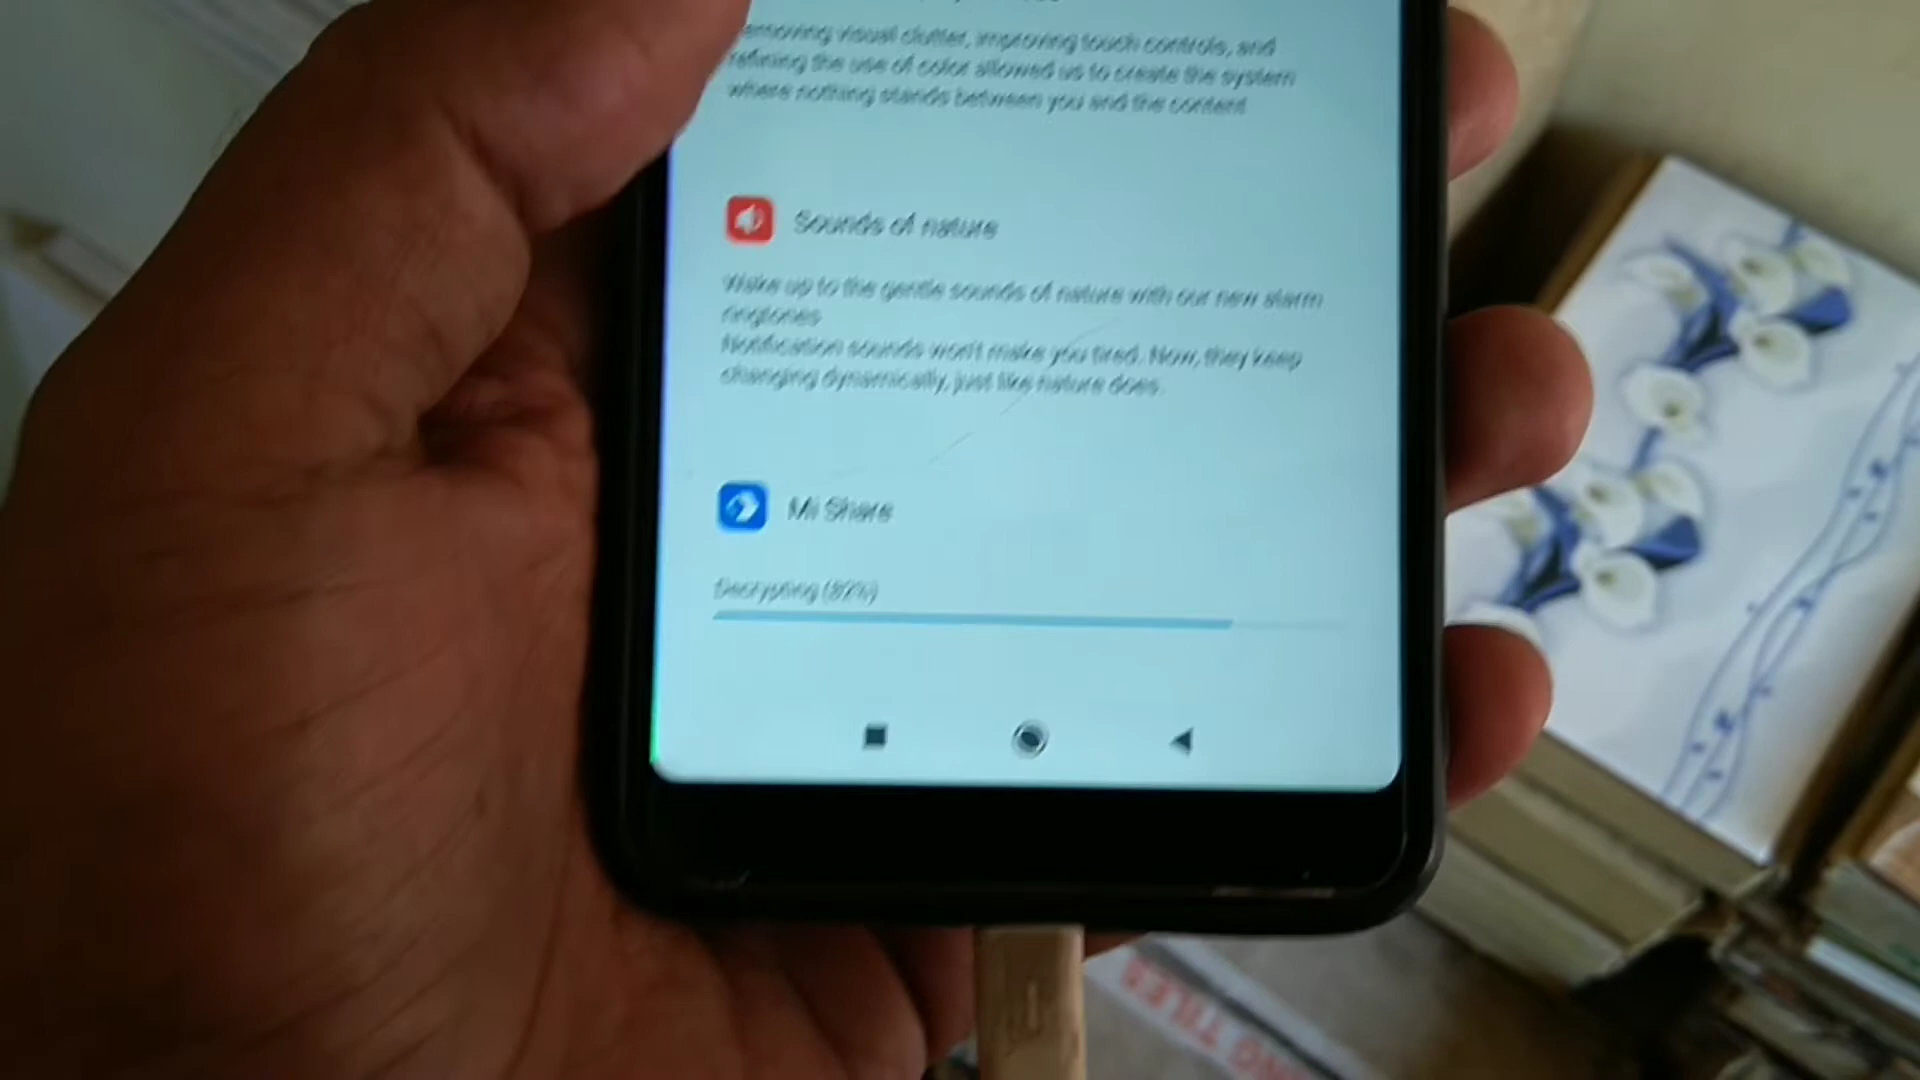 removing visual clutter, improving touch controls, and
refining the use of color allowed us to create the system
where nothing stands between you and the content
Sounds of nature
Wake up to the gentle sounds of nature with our new alarm
ringtones
Notification sounds won't make you tired. Now, they keep
changing dynamically, just like nature does.
Mi Share
Decrypting
NG TILES